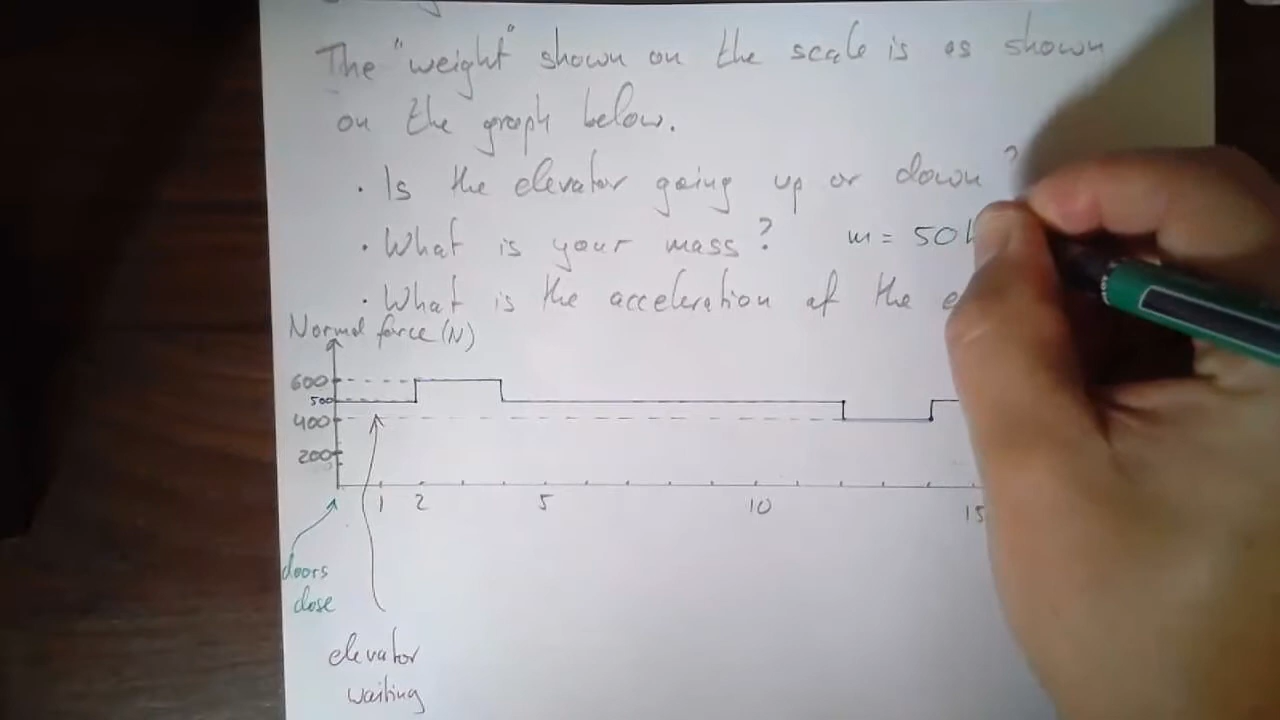 The "weight" shown on the scale is as shown
on the graph below.
· Is the elevator going up or down?
· What is your mass? m = 50
· What is the acceleration of the
Normal force (N)
600
500
400
200
1 2 5 10 15
doors
close
elevator
waiting